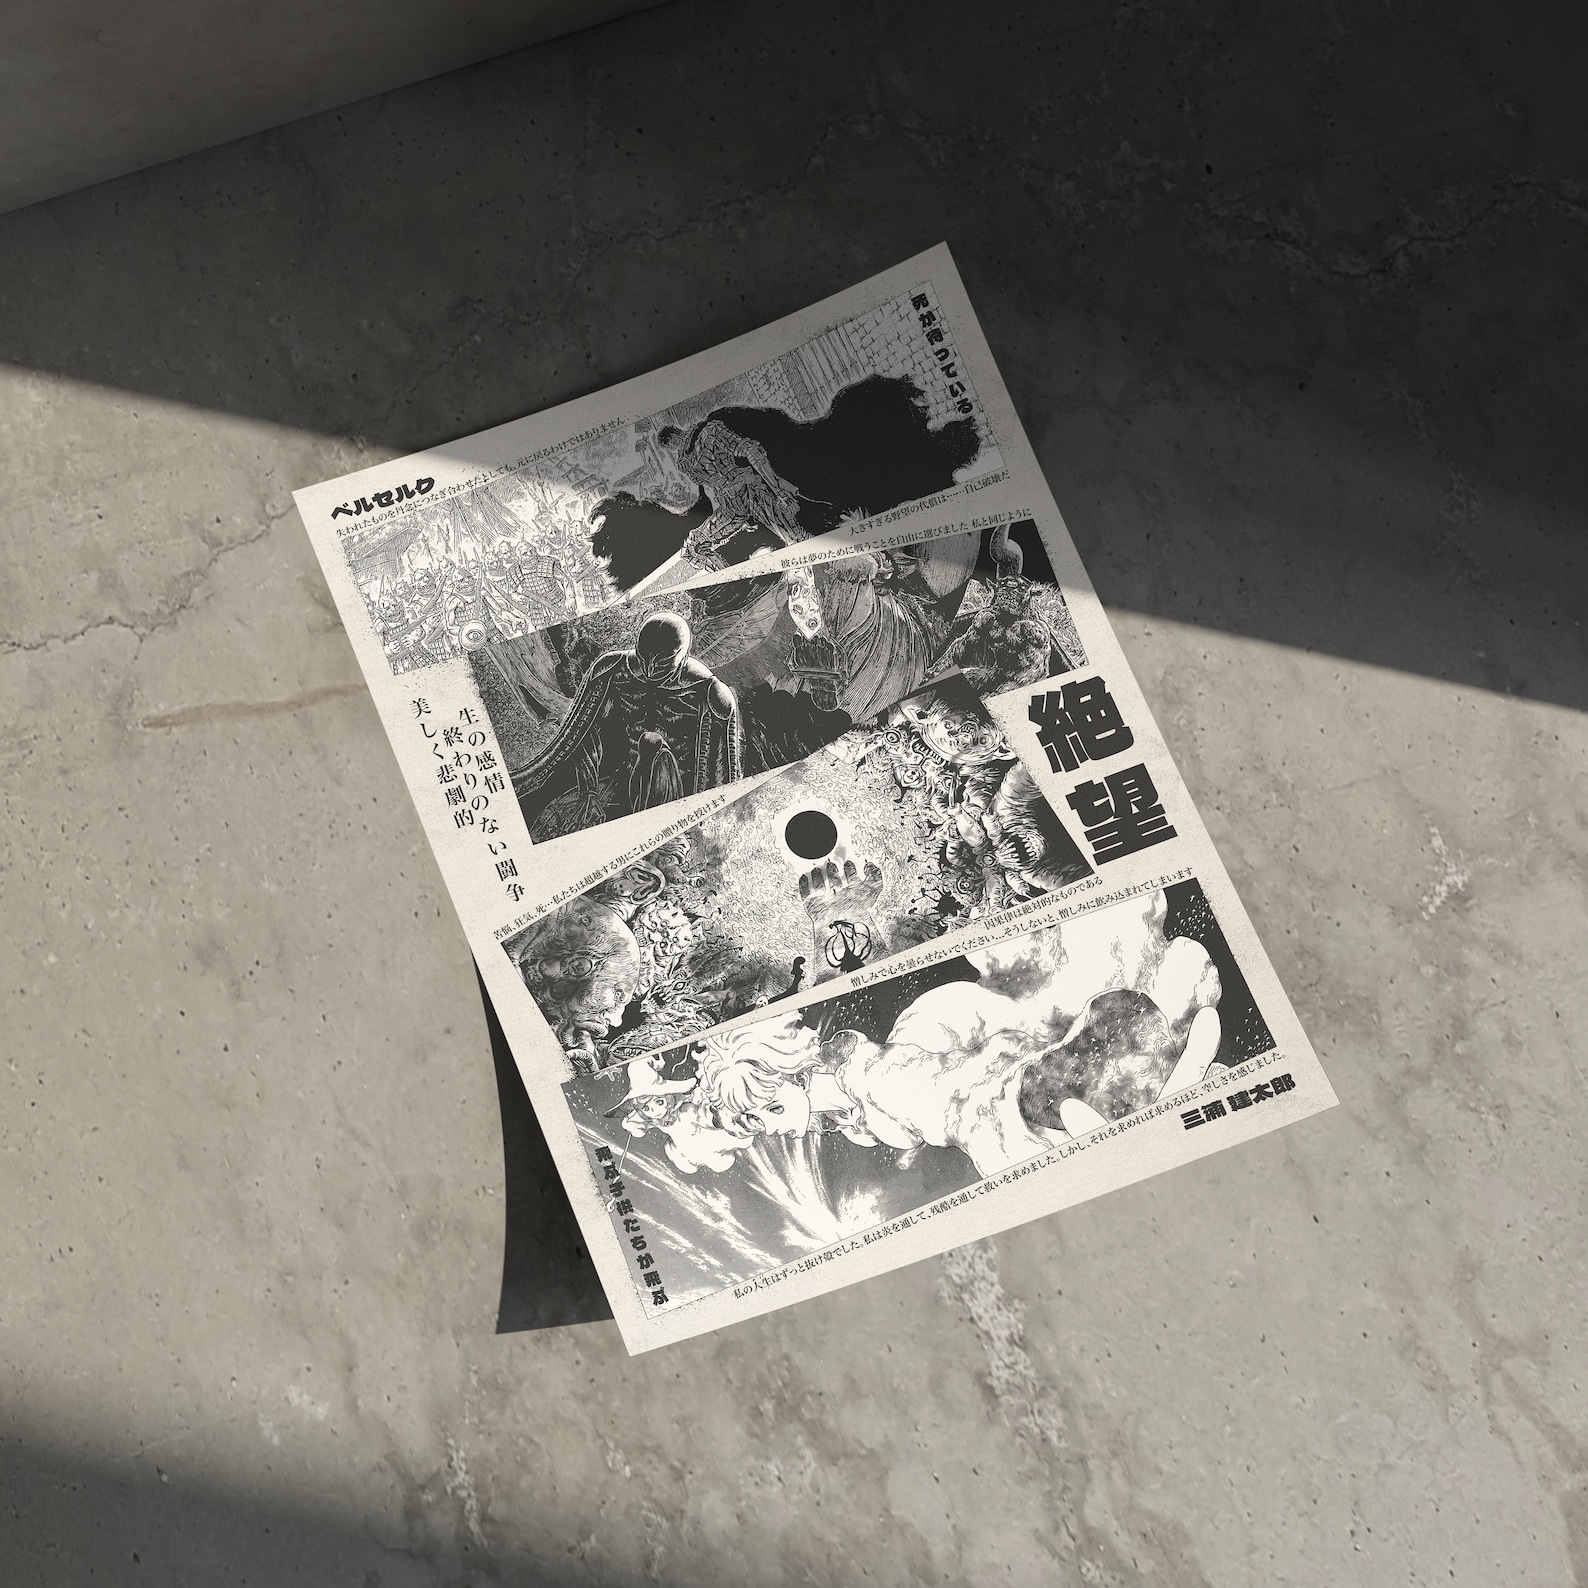 ベルセルク
失われたものを丹念につなぎ合わせたとしても、元に戻るわけではありません
死が待っている
大きすぎる野望の代償は……自己破壊だ
彼らは夢のために戦うことを自由に選びました 私と同じように
生の感情
終わりのない闘争
美しく悲劇的
絶望
苦悩、狂気、死…私たちは超越する男にこれらの贈り物を授けます
因果律は絶対的なものである
憎しみで心を曇らせないでください…そうしないと、憎しみに飲み込まれてしまいます
飛ぶ子供たちが飛ぶ
私の人生はずっと抜け殻でした。私は炎を通して、残酷を通して救いを求めました。しかし、それを求めれば求めるほど、空しさを感じました。
三浦 建太郎